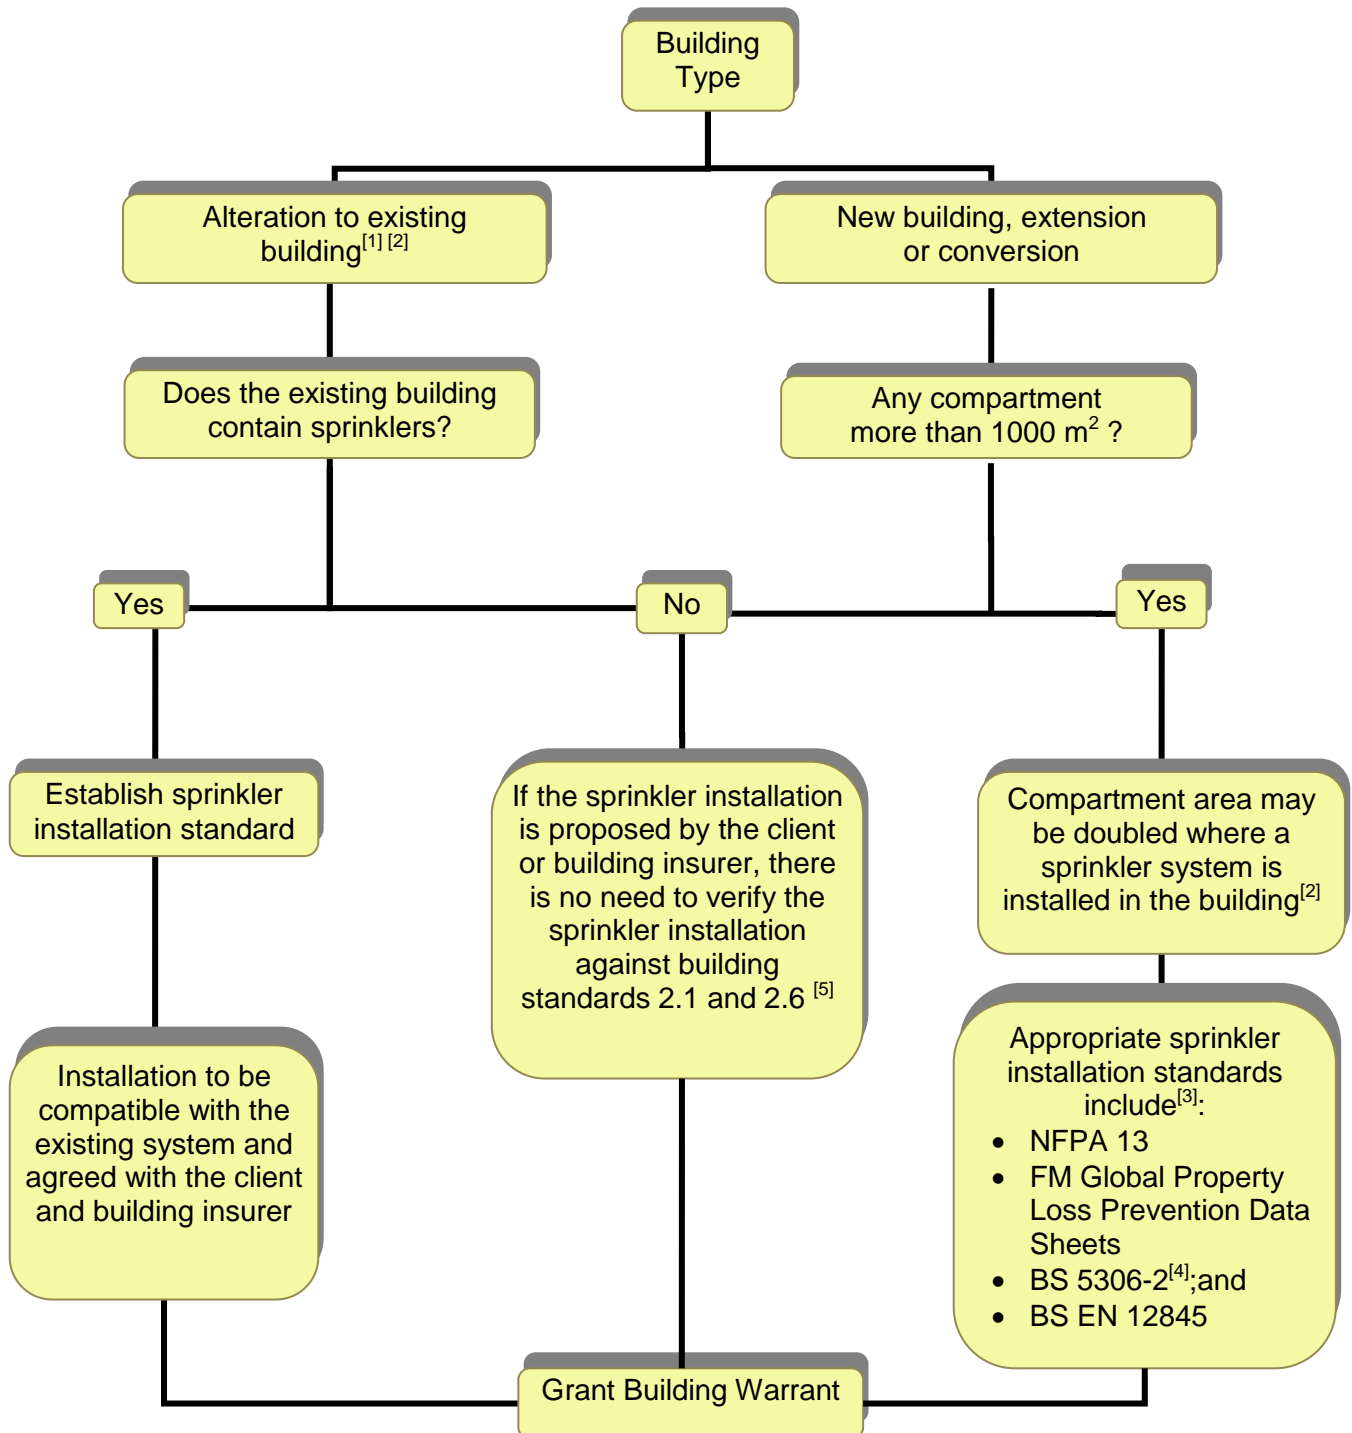 Building
Type
Alteration to existing
building[1] [2]
New building, extension
or conversion
Does the existing building
contain sprinklers?
Any compartment
more than 1000 m2 ?
Yes
No
Yes
Establish sprinkler
installation standard
If the sprinkler installation
is proposed by the client
or building insurer, there
is no need to verify the
sprinkler installation
against building
standards 2.1 and 2.6 [5]
Compartment area may
be doubled where a
sprinkler system is
installed in the building[2]
Installation to be
compatible with the
existing system and
agreed with the client
and building insurer
Appropriate sprinkler
installation standards
include[3]:
• NFPA 13
• FM Global Property
Loss Prevention Data
Sheets
• BS 5306-2[4];and
• BS EN 12845
Grant Building Warrant